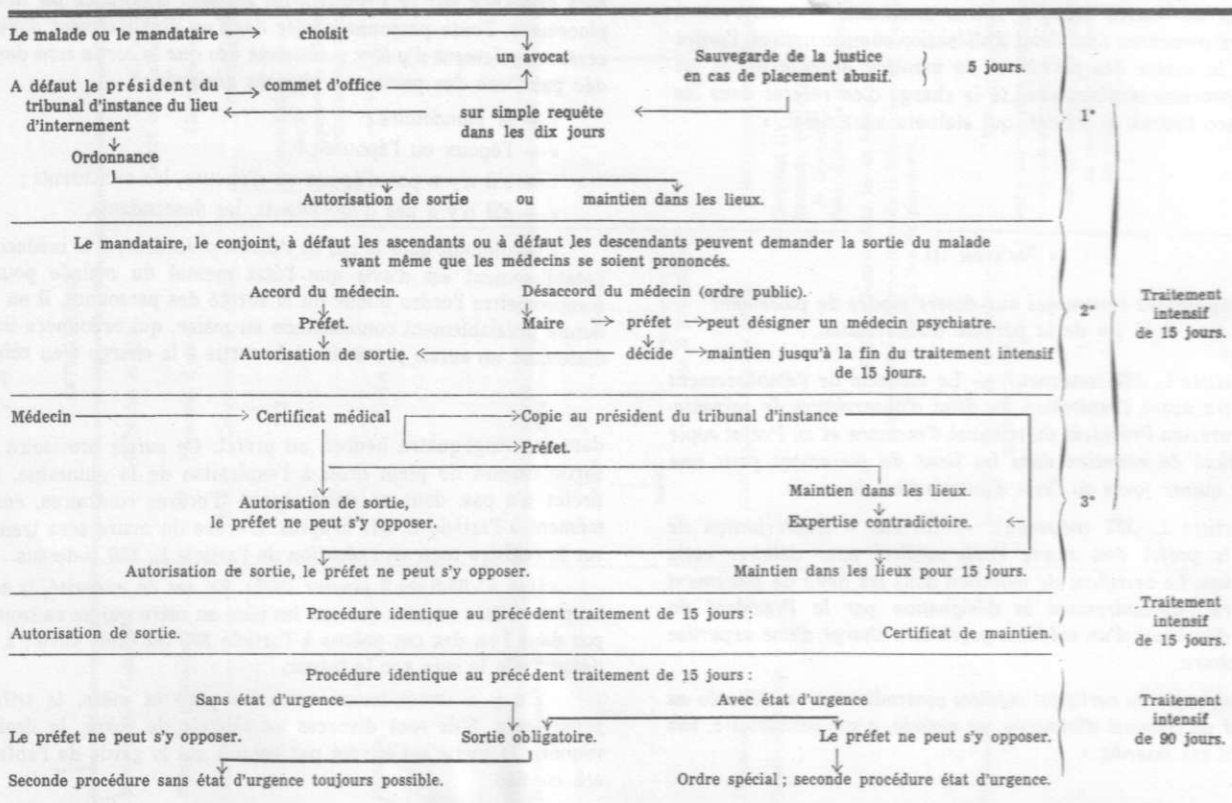 Le malade ou le mandataire choisit
un avocat
Sauvegarde de la justice
en cas de placement abusif.
5 jours.
A défaut le président du
tribunal d'instance du lieu
d'internement
commet d'office
sur simple requête
dans les dix jours
1°
Ordonnance
Autorisation de sortie ou maintien dans les lieux.
Le mandataire, le conjoint, à défaut les ascendants ou à défaut les descendants peuvent demander la sortie du malade
avant même que les médecins se soient prononcés.
Accord du médecin. Désaccord du médecin (ordre public).
Préfet. Maire préfet peut désigner un médecin psychiatre.
Autorisation de sortie. décide maintien jusqu'à la fin du traitement intensif
de 15 jours.
2°
Traitement
intensif
de 15 jours.
Médecin Certificat médical Copie au président du tribunal d'instance
Préfet.
Autorisation de sortie,
le préfet ne peut s'y opposer.
Maintien dans les lieux.
Expertise contradictoire.
3°
Autorisation de sortie, le préfet ne peut s'y opposer. Maintien dans les lieux pour 15 jours.
Procédure identique au précédent traitement de 15 jours :
Autorisation de sortie. Certificat de maintien.
Traitement
intensif
de 15 jours.
Procédure identique au précédent traitement de 15 jours :
Sans état d'urgence Avec état d'urgence
Le préfet ne peut s'y opposer. Sortie obligatoire. Le préfet ne peut s'y opposer.
Seconde procédure sans état d'urgence toujours possible. Ordre spécial ; seconde procédure état d'urgence.
Traitement
intensif
de 90 jours.